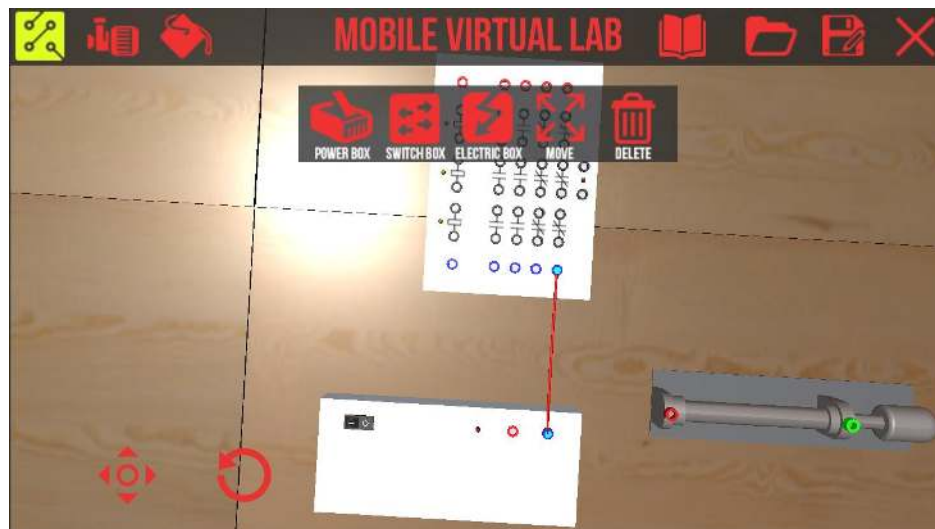 MOBILE VIRTUAL LAB
POWER BOX SWITCH BOX ELECTRIC BOX MOVE DELETE